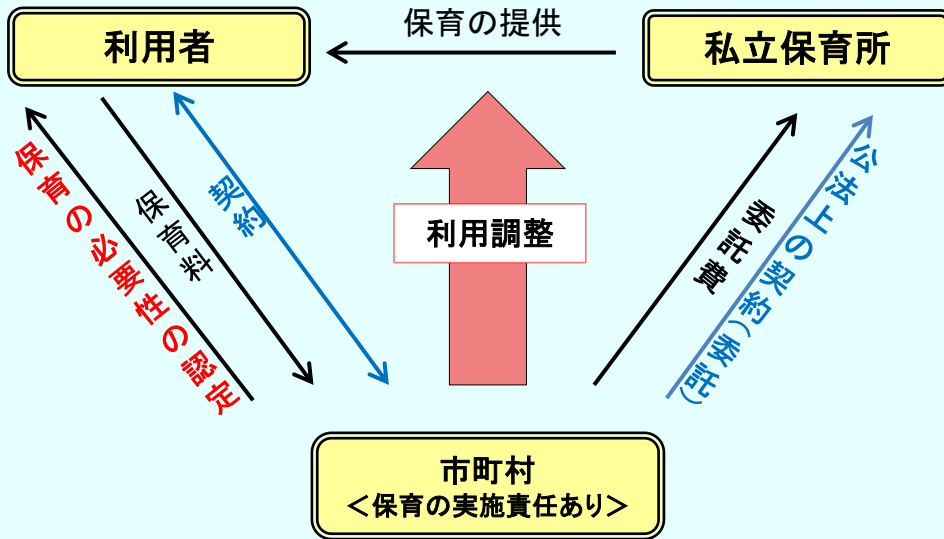 保育の提供
利用者
私立保育所
保育の必要性の認定
保育料
契約
利用調整
委託費
公法上の契約（委託）
市町村
＜保育の実施責任あり＞